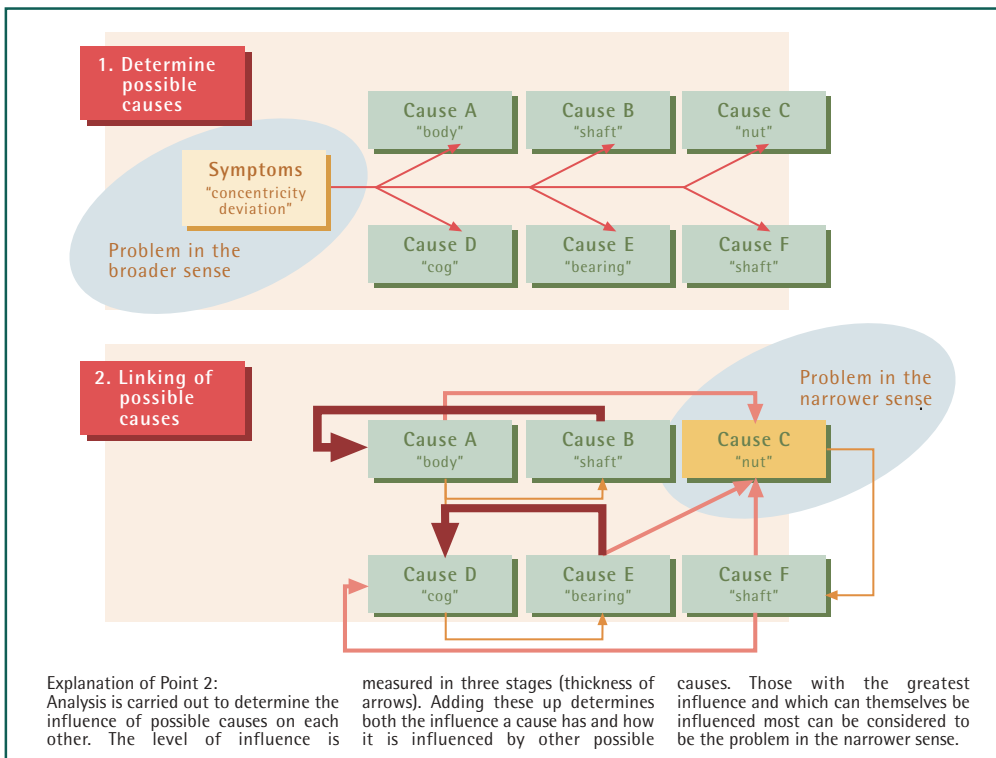 1. Determine
possible
causes
Cause A
"body"
Cause B
"shaft"
Cause C
"nut"
Symptoms
"concentricity
deviation"
Problem in the
broader sense
Cause D
"cog"
Cause E
"bearing"
Cause F
"shaft"
2. Linking of
possible
causes
Problem in the
narrower sense
Cause A
"body"
Cause B
"shaft"
Cause C
"nut"
Cause D
"cog"
Cause E
"bearing"
Cause F
"shaft"
Explanation of Point 2:
Analysis is carried out to determine the
influence of possible causes on each
other. The level of influence is
measured in three stages (thickness of
arrows). Adding these up determines
both the influence a cause has and how
it is influenced by other possible
causes. Those with the greatest
influence and which can themselves be
influenced most can be considered to
be the problem in the narrower sense.